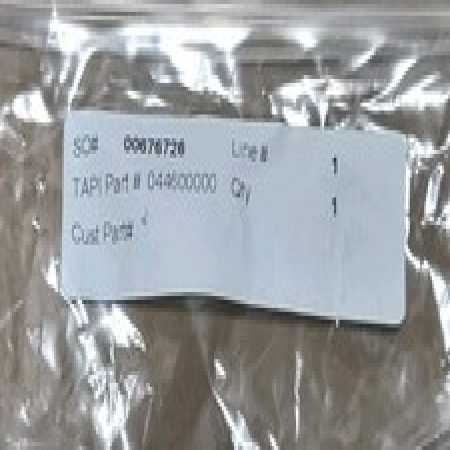 SO# 00676726 Line # 1
TAPI Part # 044600000 Qty 1
Cust Part#